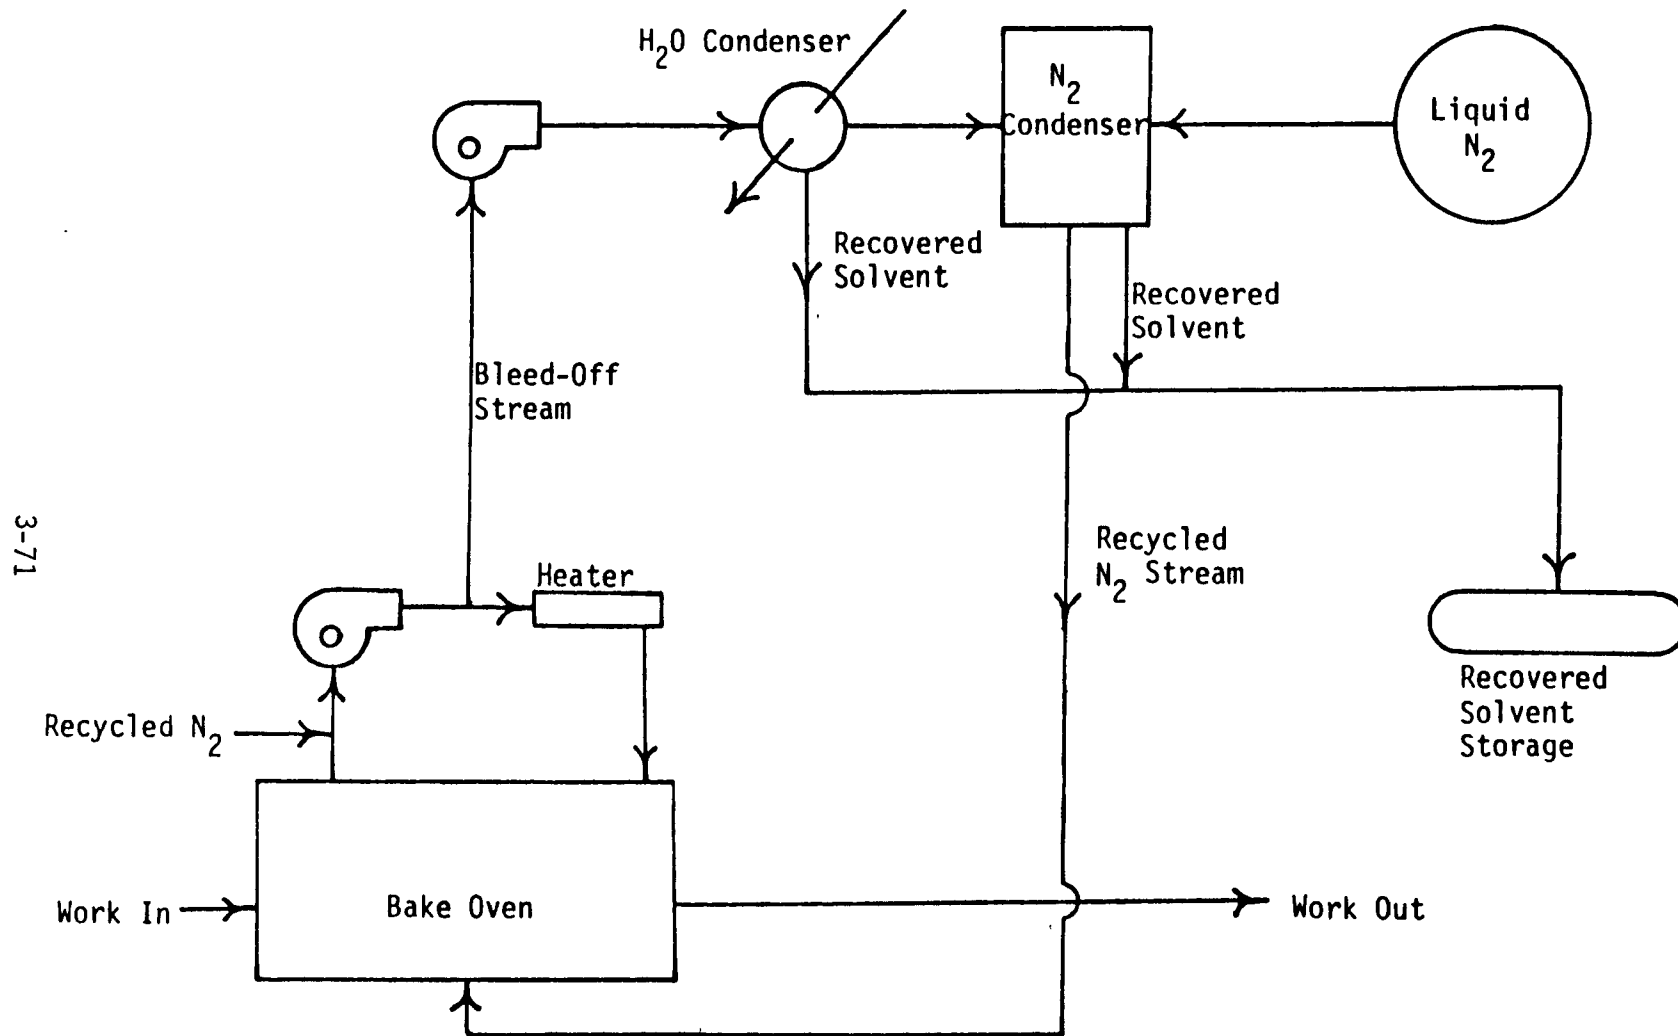 H2O Condenser
N2
Condenser
Liquid
N2
Recovered
Solvent
Recovered
Solvent
Bleed-Off
Stream
3-71
Heater
Recycled
N2 Stream
Recovered
Solvent
Storage
Recycled N2
Work In
Bake Oven
Work Out